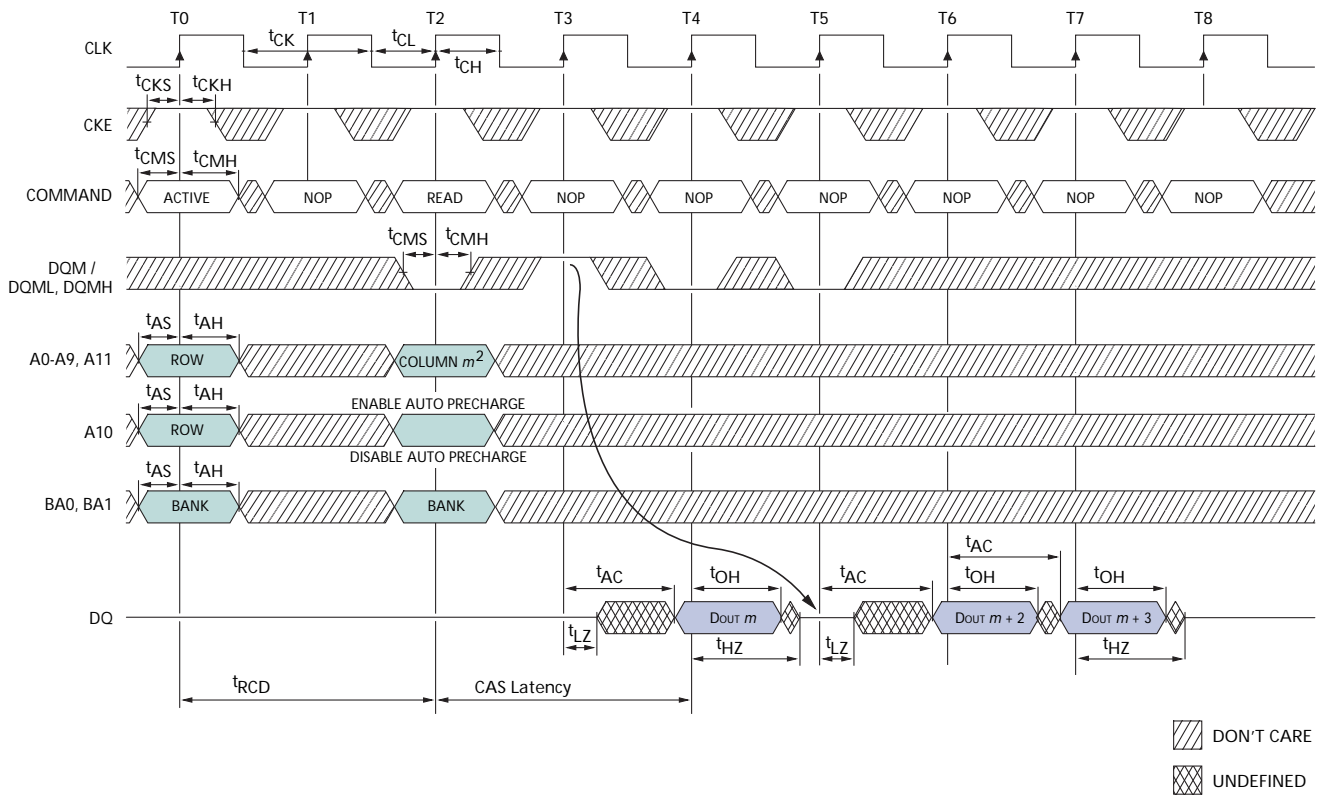 T0 T1 T2 T3 T4 T5 T6 T7 T8
CLK
tCK tCL
tCH
tCKS tCKH
CKE
tCMS tCMH
COMMAND ACTIVE NOP READ NOP NOP NOP NOP NOP NOP
tCMS tCMH
DQM /
DQML, DQMH
tAS tAH
A0-A9, A11 ROW COLUMN m2
tAS tAH ENABLE AUTO PRECHARGE
A10 ROW
DISABLE AUTO PRECHARGE
tAS tAH
BA0, BA1 BANK BANK
tAC
tAC tOH tAC tOH tOH
DQ DOUT m DOUT m + 2 DOUT m + 3
tLZ tHZ tLZ tHZ
tRCD CAS Latency
DON'T CARE
UNDEFINED